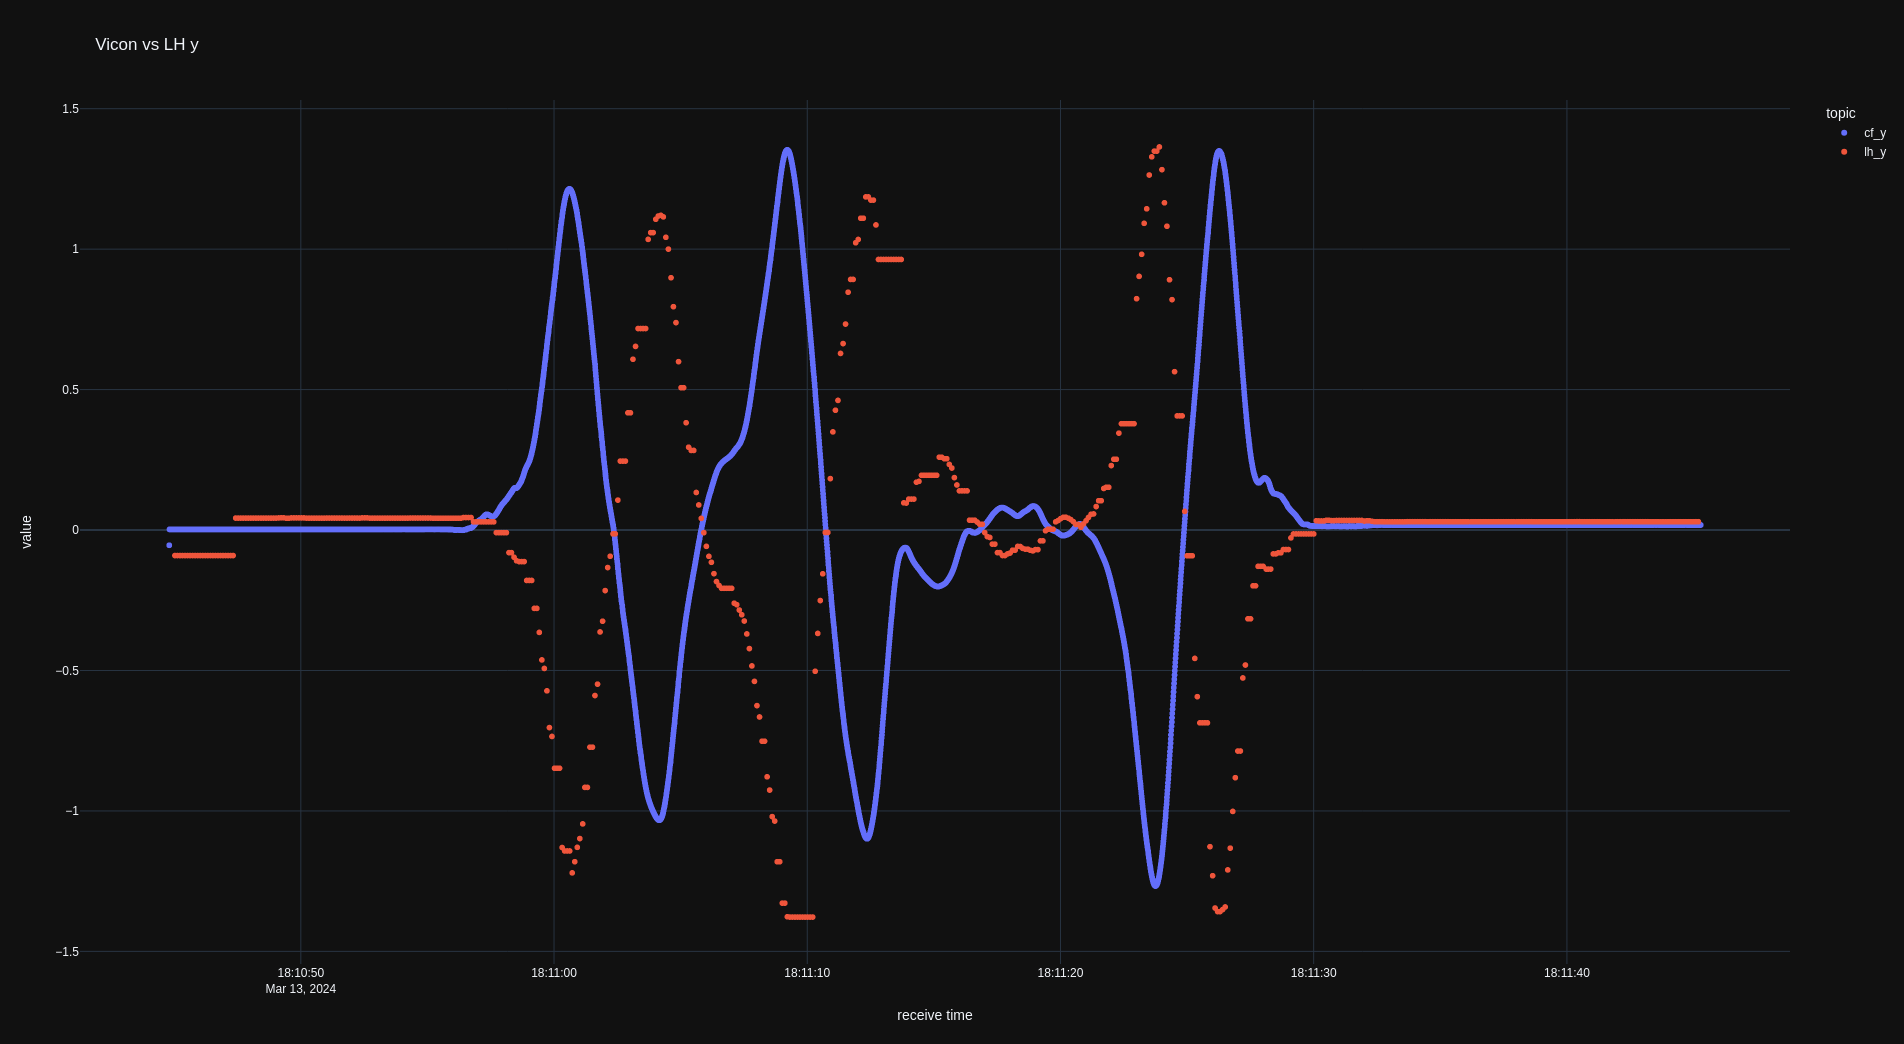 Vicon vs LH y
1.5
1
0.5
0
−0.5
−1
−1.5
value
18:10:50
Mar 13, 2024
18:11:00
18:11:10
18:11:20
18:11:30
18:11:40
receive time
topic
cf_y
lh_y